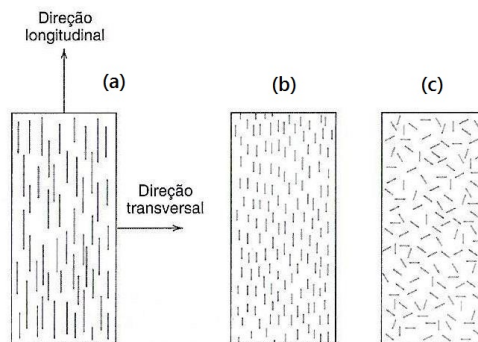 Direção
longitudinal
(a)
(b)
(c)
Direção
transversal